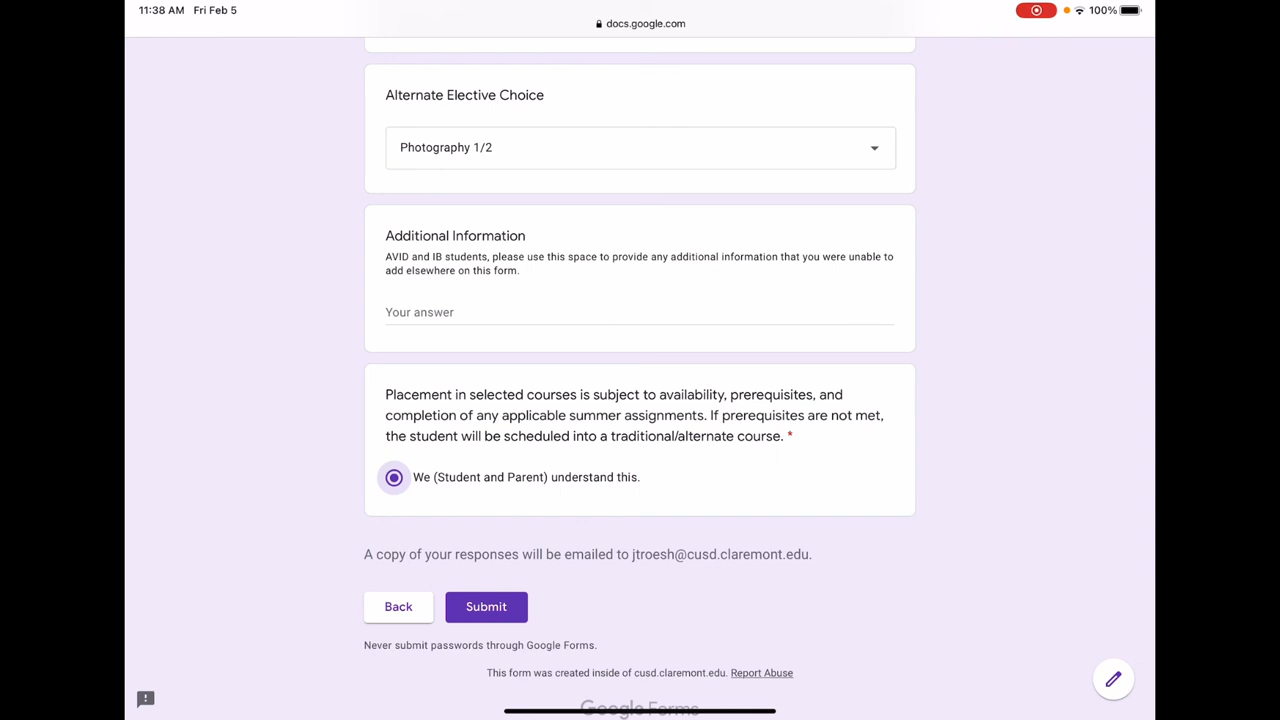 11:38 AM Fri Feb 5
100%
docs.google.com
Alternate Elective Choice
Photography 1/2
Additional Information
AVID and IB students, please use this space to provide any additional information that you were unable to
add elsewhere on this form.
Your answer
Placement in selected courses is subject to availability, prerequisites, and
completion of any applicable summer assignments. If prerequisites are not met,
the student will be scheduled into a traditional/alternate course. *
We (Student and Parent) understand this.
A copy of your responses will be emailed to jtroesh@cusd.claremont.edu.
Back
Submit
Never submit passwords through Google Forms.
This form was created inside of cusd.claremont.edu. Report Abuse
Google Forms